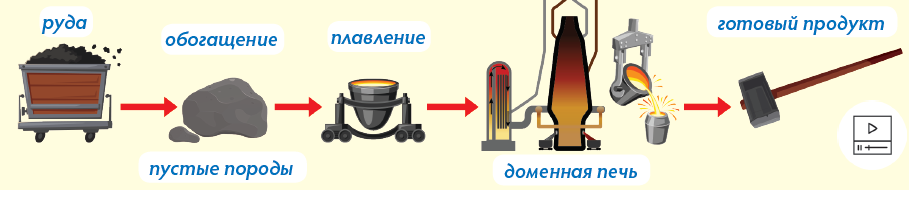 руда
обогащение
плавление
готовый продукт
пустые породы
доменная печь